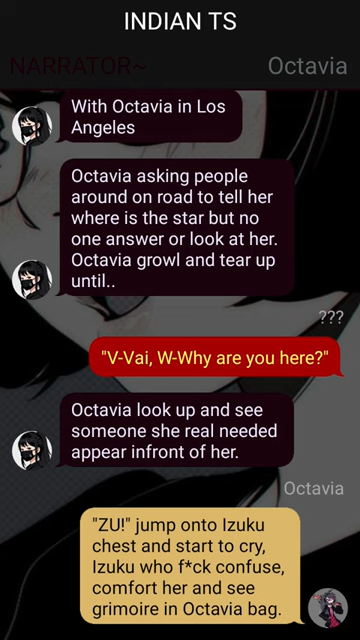 INDIAN TS
NARRATOR~
Octavia
With Octavia in Los
Angeles
Octavia asking people
around on road to tell her
where is the star but no
one answer or look at her.
Octavia growl and tear up
until..
???
"V-Vai, W-Why are you here?"
Octavia look up and see
someone she real needed
appear infront of her.
Octavia
"ZU!" jump onto Izuku
chest and start to cry,
Izuku who f*ck confuse,
comfort her and see
grimoire in Octavia bag.